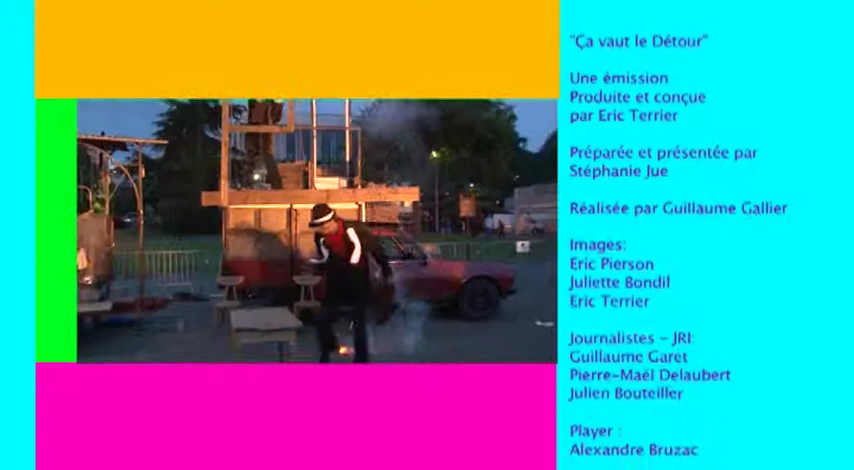 "Ça vaut le Détour"
Une émission
Produite et conçue
par Eric Terrier
Préparée et présentée par
Stéphanie Jue
Réalisée par Guillaume Gallier
Images:
Eric Pierson
Juliette Bondil
Eric Terrier
Journalistes - JRI:
Guillaume Garet
Pierre-Maël Delaubert
Julien Bouteiller
Player :
Alexandre Bruzac